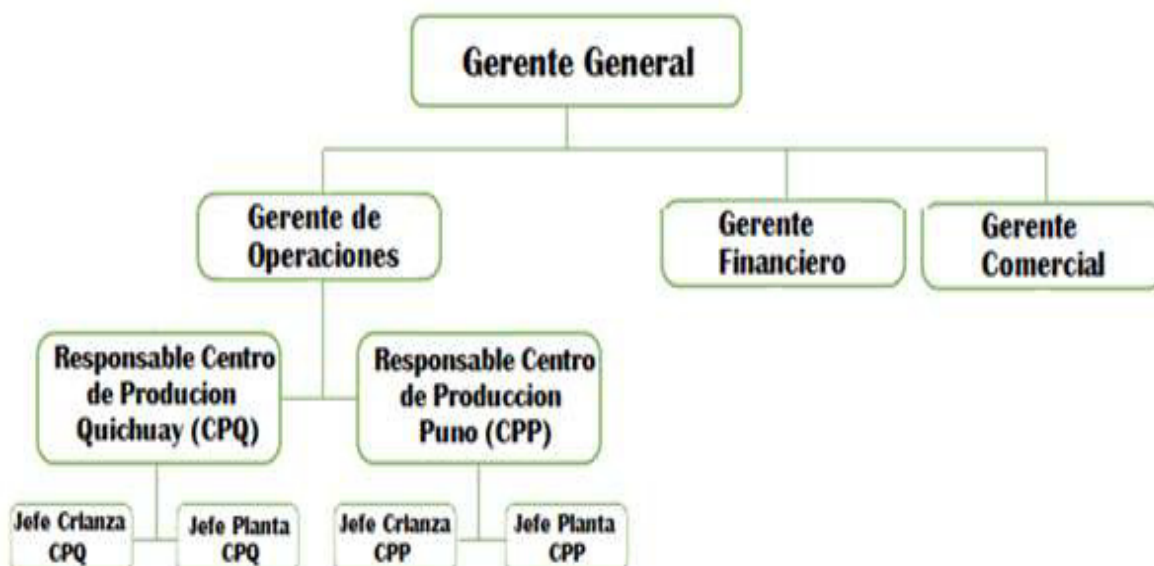 Gerente General
Gerente de
Operaciones
Gerente
Financiero
Gerente
Comercial
Responsable Centro
de Producion
Quichuay (CPQ)
Responsable Centro
de Produccion
Puno (CPP)
Jefe Crianza
CPQ
Jefe Planta
CPQ
Jefe Crianza
CPP
Jefe Planta
CPP